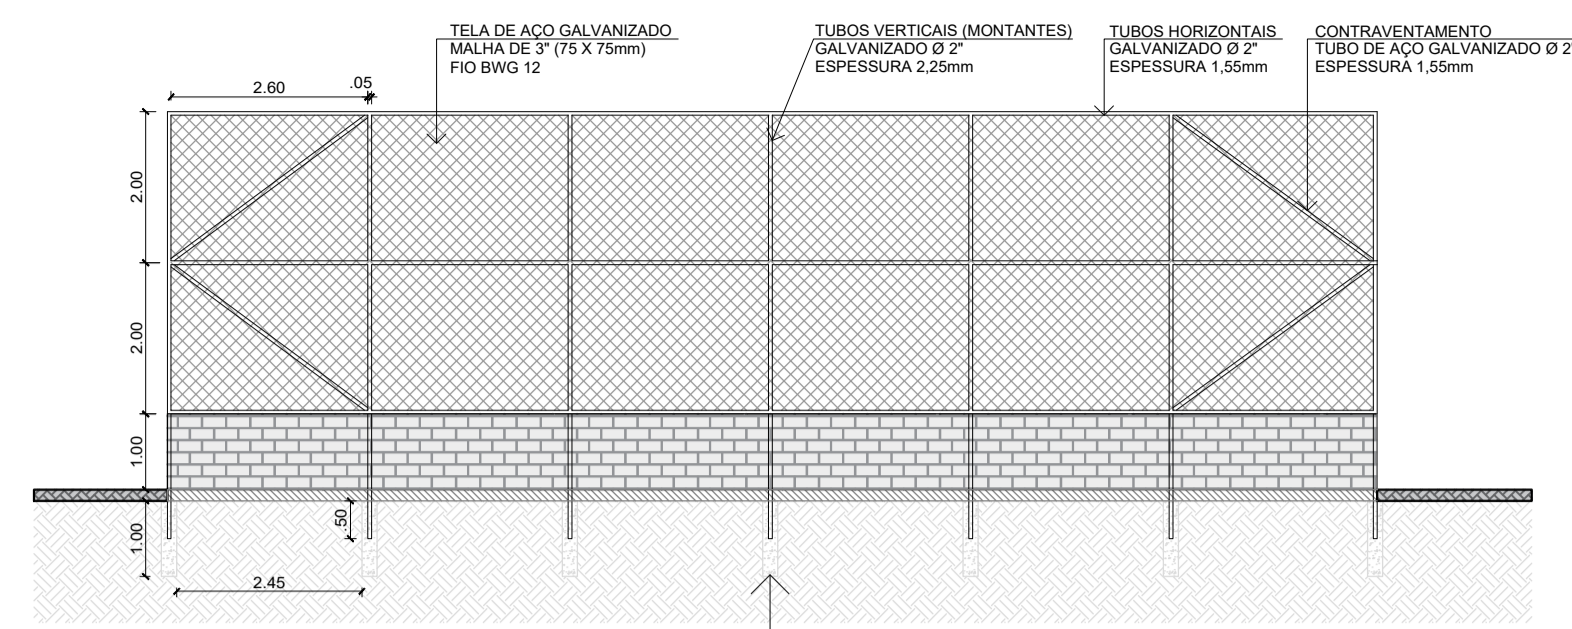 TELA DE AÇO GALVANIZADO
MALHA DE 3" (75 X 75mm)
FIO BWG 12
TUBOS VERTICAIS (MONTANTES)
GALVANIZADO Ø 2"
ESPESSURA 2,25mm
TUBOS HORIZONTAIS
GALVANIZADO Ø 2"
ESPESSURA 1,55mm
CONTRAVENTAMENTO
TUBO DE AÇO GALVANIZADO Ø 2"
ESPESSURA 1,55mm
2.60
.05
2.00
2.00
1.00
1.00
.50
2.45